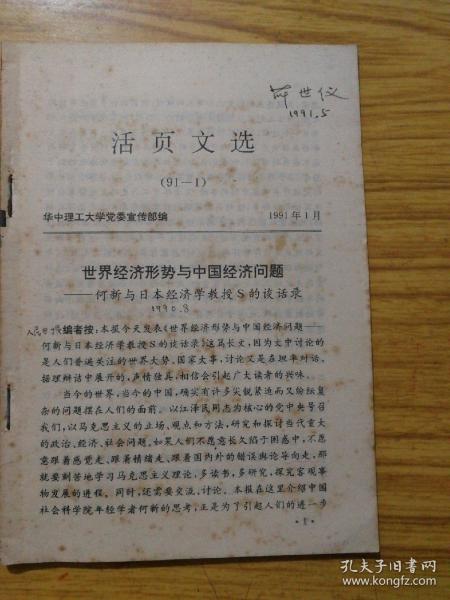 薛世仪
1991.5
活页文选
(91—1)
华中理工大学党委宣传部编 1991年1月
世界经济形势与中国经济问题
——何新与日本经济学教授S的谈话录
1990.8
人民日报编者按:本报今天发表《世界经济形势与中国经济问题——
何新与日本经济学教授S的谈话录》这篇长文,因为文中讨论的
是人们普遍关注的世界大势、国家大事,讨论又是在坦率对话、
摆理辩诘中展开的,声情独具,相信会引起广大读者的兴味。
当今的世界,当今的中国,确实有许多尖锐紧迫而又纷纭复
杂的问题摆在人们的面前。以江泽民同志为核心的党中央号召
我们,以马克思主义的立场、观点和方法,研究和探讨当代重大
的政治、经济、社会问题。如果人们不愿意长久陷于困惑中,不愿
意跟着感觉走、跟着情绪走、跟着国内外的错误舆论导向走,那
就要刻苦地学习马克思主义理论,多读书,多研究,探究客观事
物发展的进程。同时,还需要交流、讨论。本报在这里介绍中国
社会科学院年轻学者何新的思考,正是为了引起人们的进一步
·1·
孔夫子旧书网
www.kongfz.com